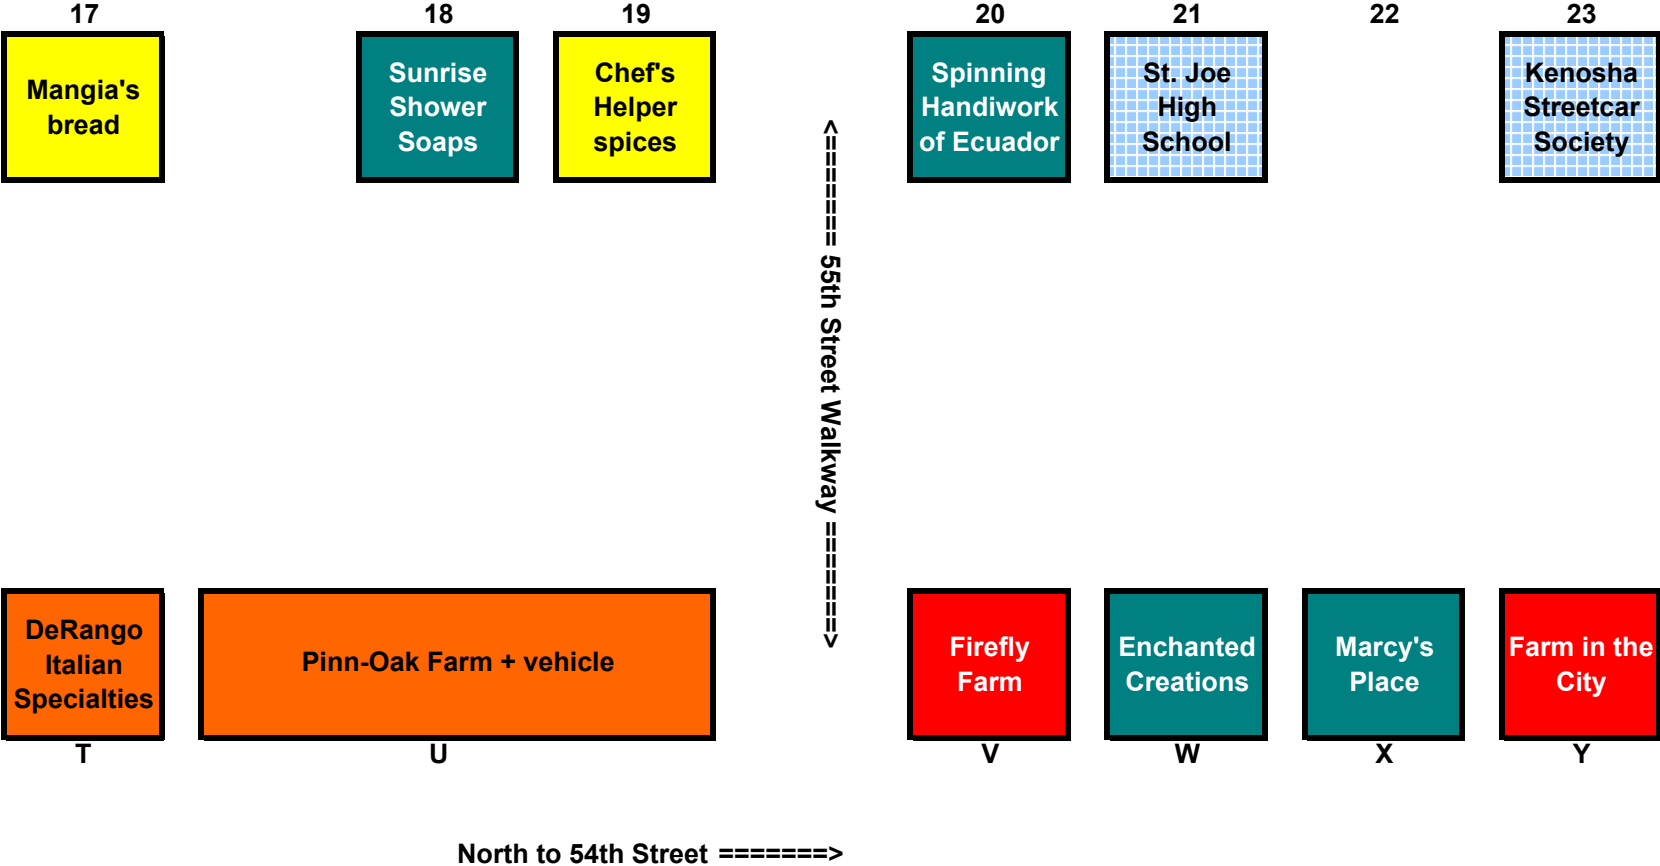 17 18 19 20 21 22 23
Mangia's
bread
Sunrise
Shower
Soaps
Chef's
Helper
spices
Spinning
Handiwork
of Ecuador
St. Joe
High
School
Kenosha
Streetcar
Society
<======== 55th Street Walkway ========>
DeRango
Italian
Specialties
Pinn-Oak Farm + vehicle
Firefly
Farm
Enchanted
Creations
Marcy's
Place
Farm in the
City
T U V W X Y
North to 54th Street =======>